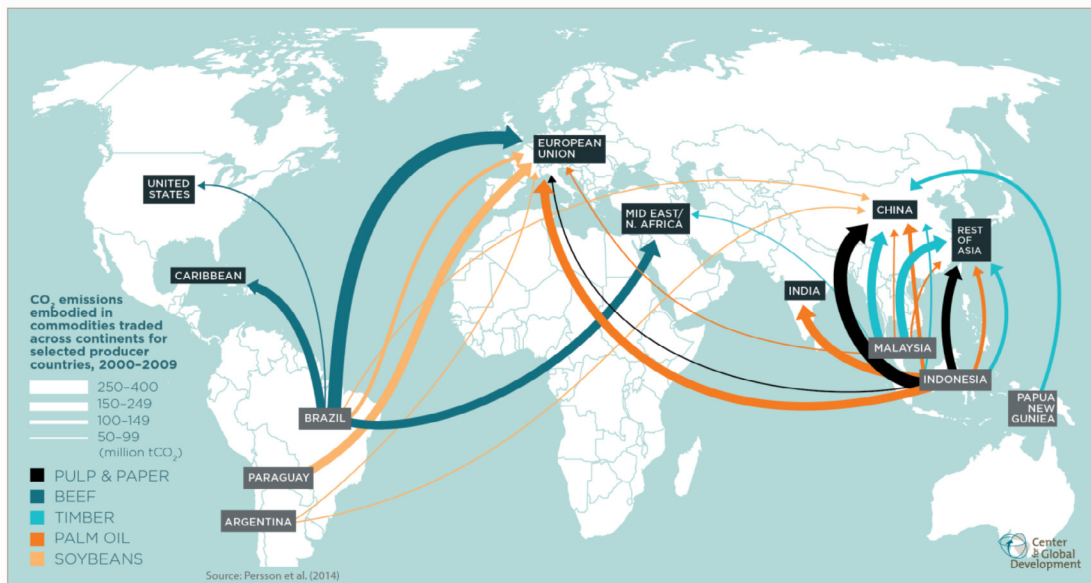 EUROPEAN
UNION
UNITED
STATES
CHINA
MID EAST/
N. AFRICA
REST
OF
ASIA
CARIBBEAN
INDIA
CO₂ emissions
embodied in
commodities traded
across continents for
selected producer
countries, 2000–2009
250–400
150–249
100–149
50–99
(million tCO₂)
MALAYSIA
INDONESIA
BRAZIL
PAPUA
NEW
GUNIEA
PARAGUAY
ARGENTINA
PULP & PAPER
BEEF
TIMBER
PALM OIL
SOYBEANS
Center
for Global
Development
Source: Persson et al. (2014)